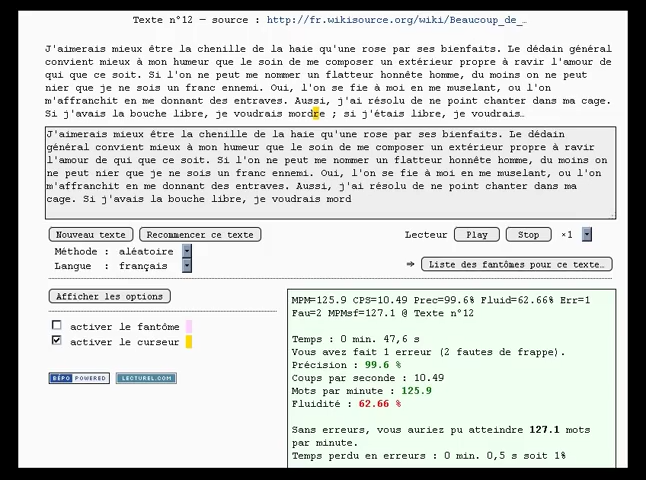 Texte n°12 — source : http://fr.wikisource.org/wiki/Beaucoup_de_…
J'aimerais mieux être la chenille de la haie qu'une rose par ses bienfaits. Le dédain général
convient mieux à mon humeur que le soin de me composer un extérieur propre à ravir l'amour de
qui que ce soit. Si l'on ne peut me nommer un flatteur honnête homme, du moins on ne peut
nier que je ne sois un franc ennemi. Oui, l'on se fie à moi en me muselant, ou l'on
m'affranchit en me donnant des entraves. Aussi, j'ai résolu de ne point chanter dans ma cage.
Si j'avais la bouche libre, je voudrais mordre ; si j'étais libre, je voudrais…
J'aimerais mieux être la chenille de la haie qu'une rose par ses bienfaits. Le dédain
général convient mieux à mon humeur que le soin de me composer un extérieur propre à ravir
l'amour de qui que ce soit. Si l'on ne peut me nommer un flatteur honnête homme, du moins on
ne peut nier que je ne sois un franc ennemi. Oui, l'on se fie à moi en me muselant, ou l'on
m'affranchit en me donnant des entraves. Aussi, j'ai résolu de ne point chanter dans ma
cage. Si j'avais la bouche libre, je voudrais mord
Nouveau texte Recommencer ce texte Lecteur Play Stop ×1
Méthode : aléatoire
Langue : français
⇒ Liste des fantômes pour ce texte…
Afficher les options
activer le fantôme
activer le curseur
BÉPO POWERED LECTUREL.COM
MPM=125.9 CPS=10.49 Prec=99.6% Fluid=62.66% Err=1
Fau=2 MPMsf=127.1 @ Texte n°12
Temps : 0 min. 47,6 s
Vous avez fait 1 erreur (2 fautes de frappe).
Précision : 99.6 %
Coups par seconde : 10.49
Mots par minute : 125.9
Fluidité : 62.66 %
Sans erreurs, vous auriez pu atteindre 127.1 mots
par minute.
Temps perdu en erreurs : 0 min. 0,5 s soit 1%